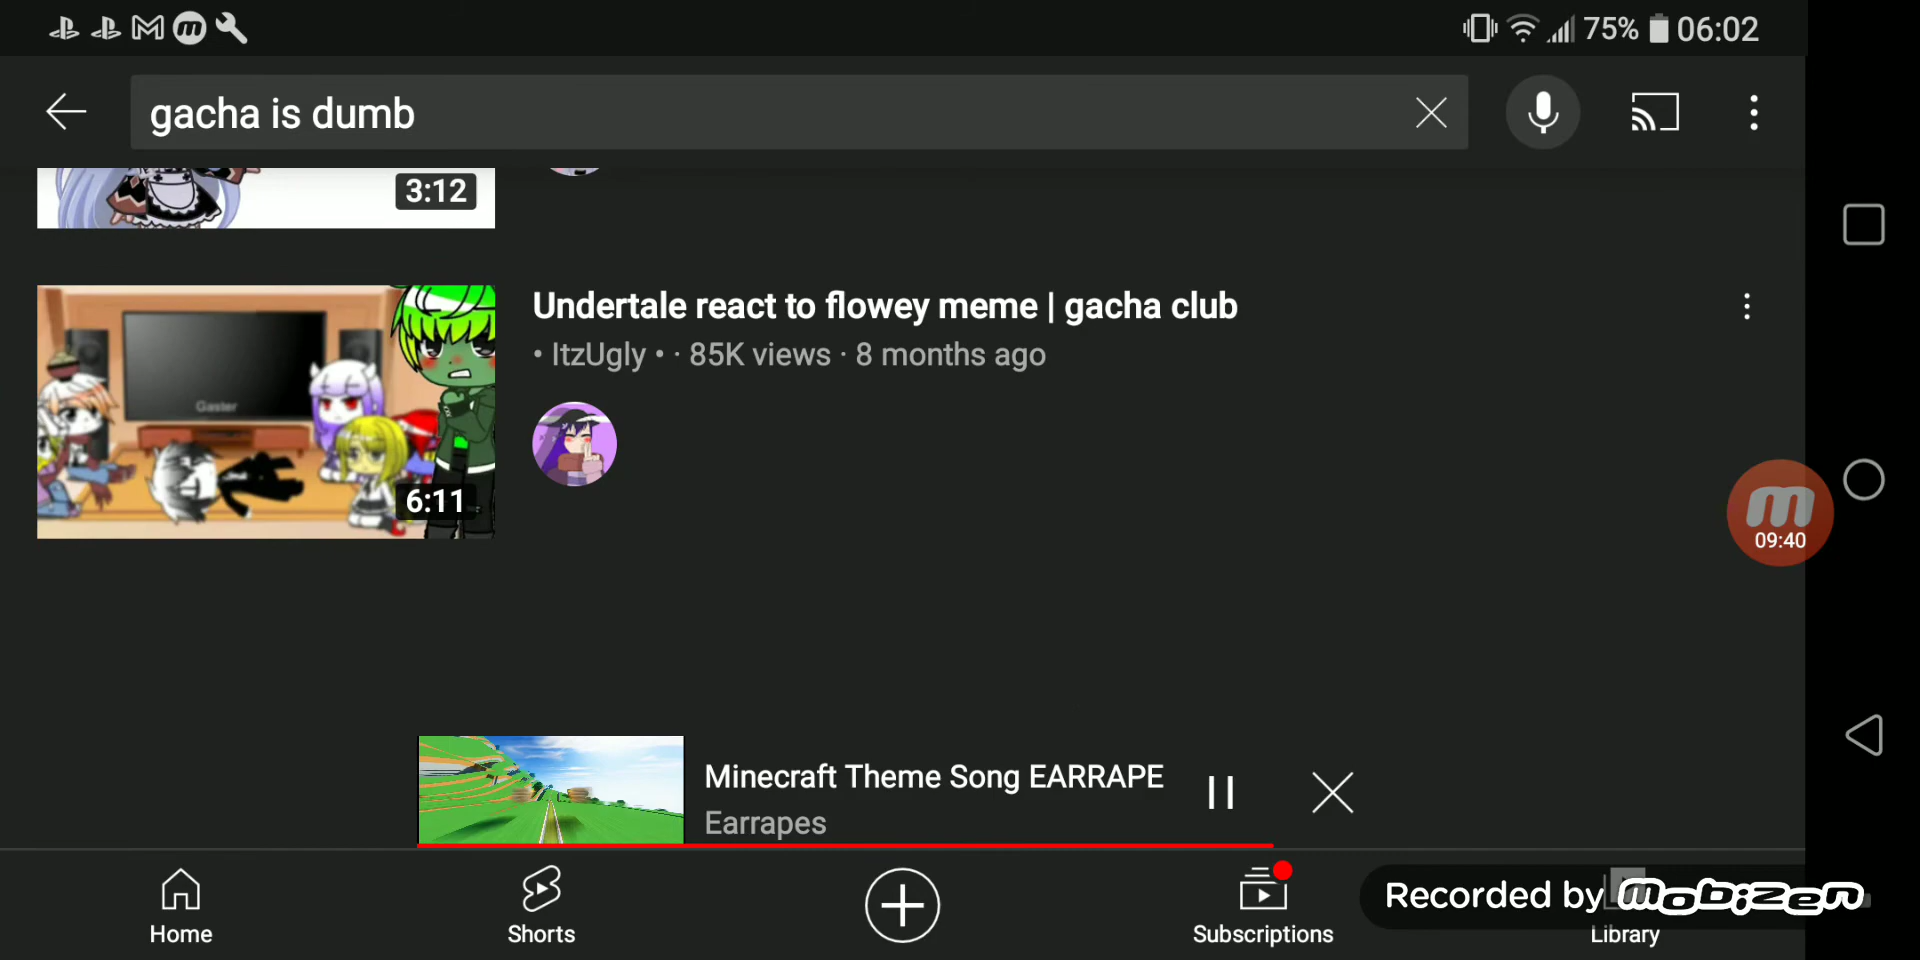 75% 06:02
gacha is dumb
3:12
Undertale react to flowey meme | gacha club
• ItzUgly • · 85K views · 8 months ago
Gaster
6:11
09:40
Minecraft Theme Song EARRAPE
Earrapes
Home
Shorts
Subscriptions
Library
Recorded by mobizen